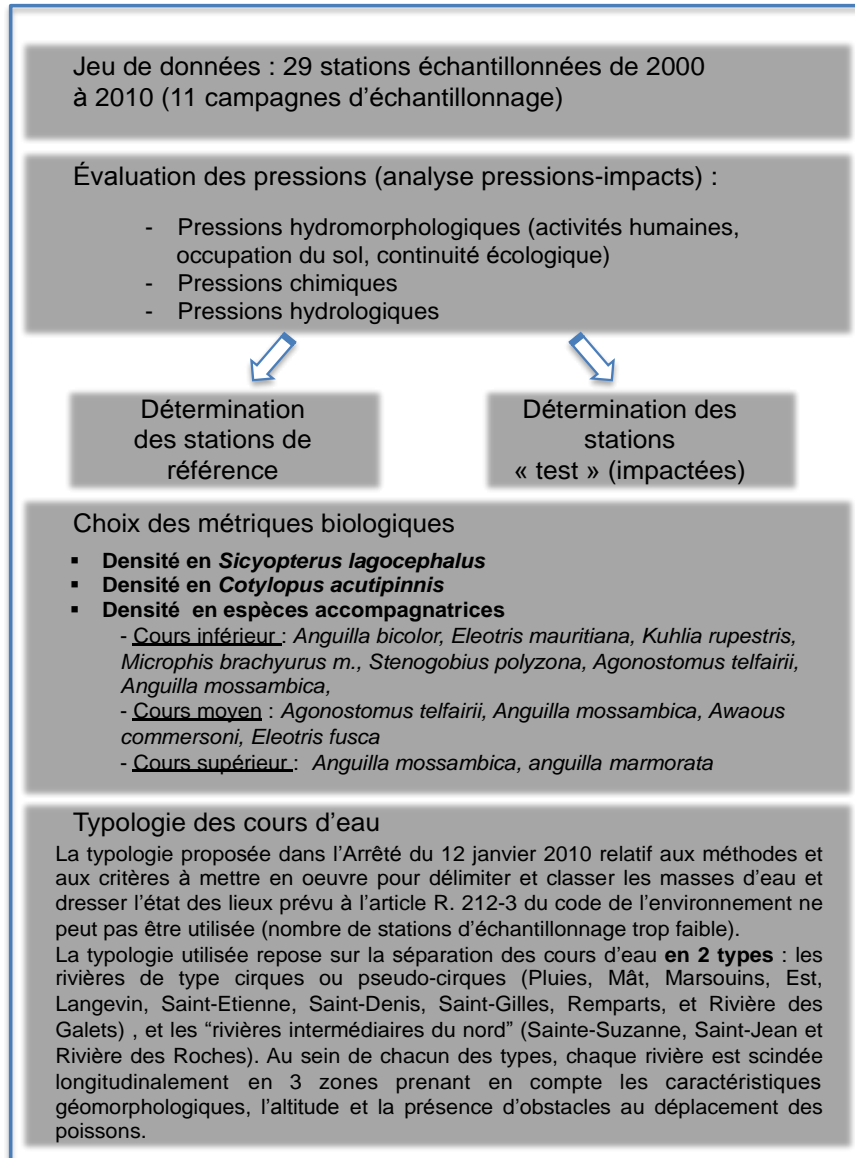 Jeu de données : 29 stations échantillonnées de 2000
à 2010 (11 campagnes d'échantillonnage)
Évaluation des pressions (analyse pressions-impacts) :
- Pressions hydromorphologiques (activités humaines,
occupation du sol, continuité écologique)
- Pressions chimiques
- Pressions hydrologiques
Détermination
des stations de
référence
Détermination des
stations
« test » (impactées)
Choix des métriques biologiques
▪ Densité en Sicyopterus lagocephalus
▪ Densité en Cotylopus acutipinnis
▪ Densité en espèces accompagnatrices
- Cours inférieur : Anguilla bicolor, Eleotris mauritiana, Kuhlia rupestris,
Microphis brachyurus m., Stenogobius polyzona, Agonostomus telfairii,
Anguilla mossambica,
- Cours moyen : Agonostomus telfairii, Anguilla mossambica, Awaous
commersoni, Eleotris fusca
- Cours supérieur : Anguilla mossambica, anguilla marmorata
Typologie des cours d'eau
La typologie proposée dans l'Arrêté du 12 janvier 2010 relatif aux méthodes et
aux critères à mettre en oeuvre pour délimiter et classer les masses d'eau et
dresser l'état des lieux prévu à l'article R. 212-3 du code de l'environnement ne
peut pas être utilisée (nombre de stations d'échantillonnage trop faible).
La typologie utilisée repose sur la séparation des cours d'eau en 2 types : les
rivières de type cirques ou pseudo-cirques (Pluies, Mât, Marsouins, Est,
Langevin, Saint-Etienne, Saint-Denis, Saint-Gilles, Remparts, et Rivière des
Galets) , et les “rivières intermédiaires du nord” (Sainte-Suzanne, Saint-Jean et
Rivière des Roches). Au sein de chacun des types, chaque rivière est scindée
longitudinalement en 3 zones prenant en compte les caractéristiques
géomorphologiques, l'altitude et la présence d'obstacles au déplacement des
poissons.